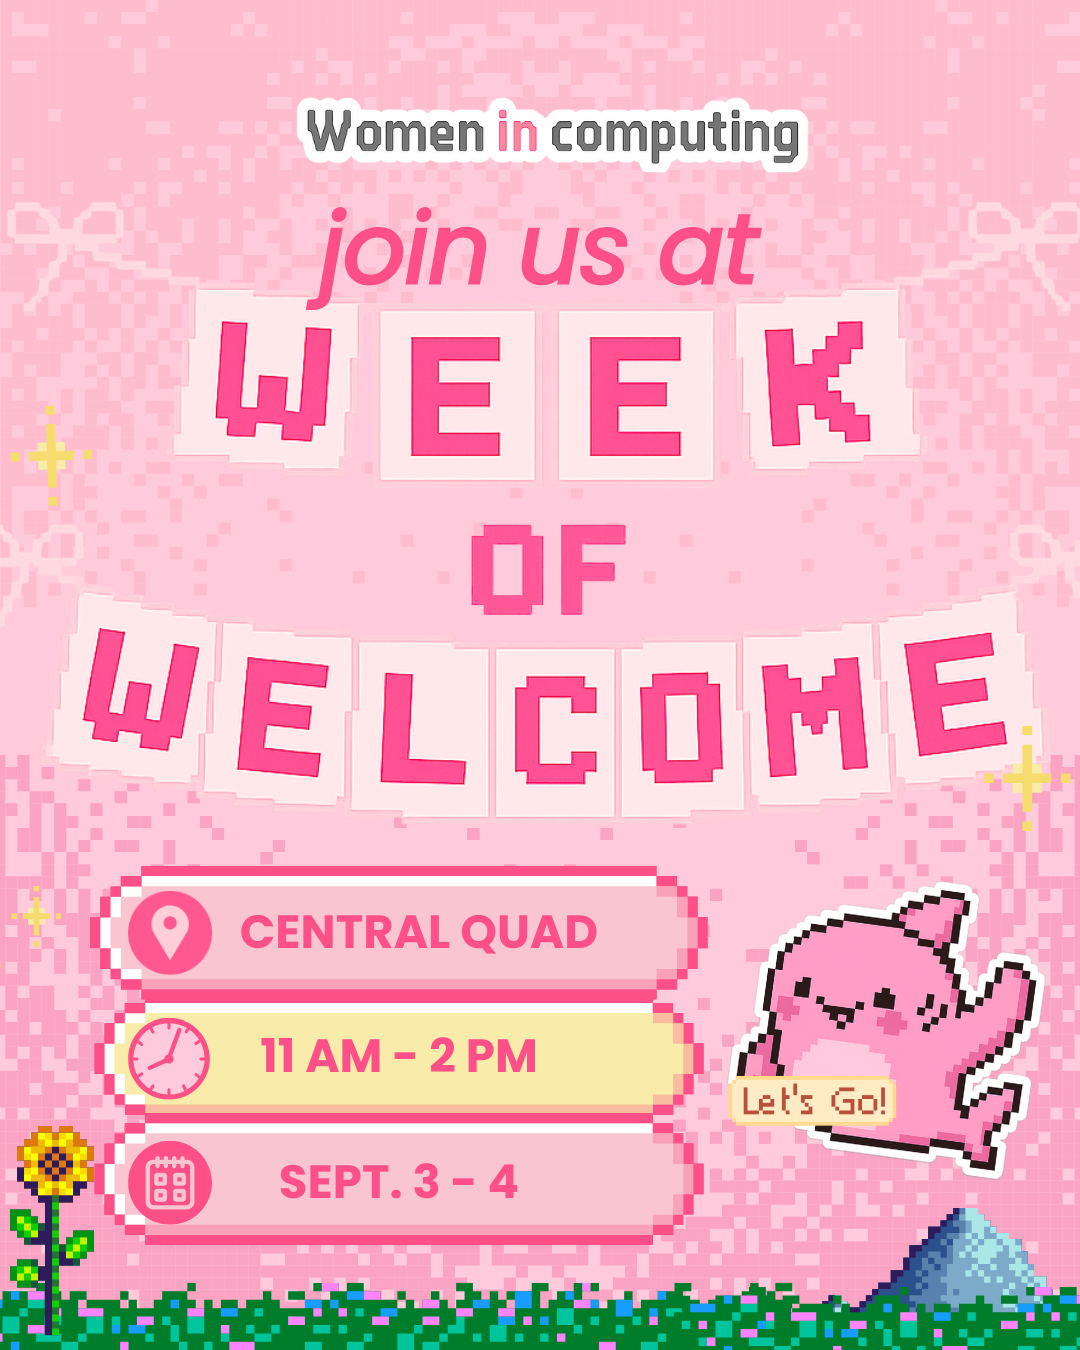 Women in computing
join us at
WEEK
OF
WELCOME
CENTRAL QUAD
11 AM - 2 PM
SEPT. 3 - 4
Let's Go!